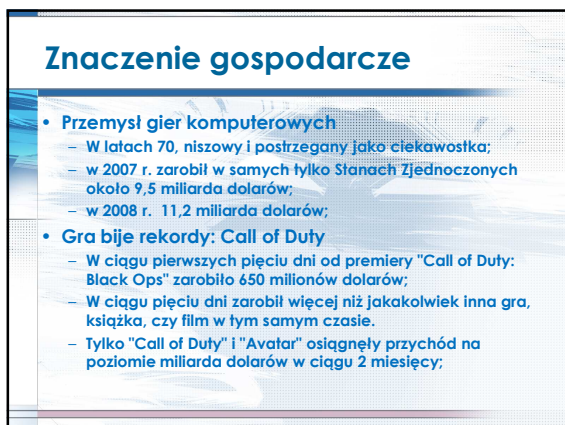 Znaczenie gospodarcze
• Przemysł gier komputerowych
– W latach 70, niszowy i postrzegany jako ciekawostka;
– w 2007 r. zarobił w samych tylko Stanach Zjednoczonych
około 9,5 miliarda dolarów;
– w 2008 r. 11,2 miliarda dolarów;
• Gra bije rekordy: Call of Duty
– W ciągu pierwszych pięciu dni od premiery "Call of Duty:
Black Ops" zarobiło 650 milionów dolarów;
– W ciągu pięciu dni zarobił więcej niż jakakolwiek inna gra,
książka, czy film w tym samym czasie.
– Tylko "Call of Duty" i "Avatar" osiągnęły przychód na
poziomie miliarda dolarów w ciągu 2 miesięcy;